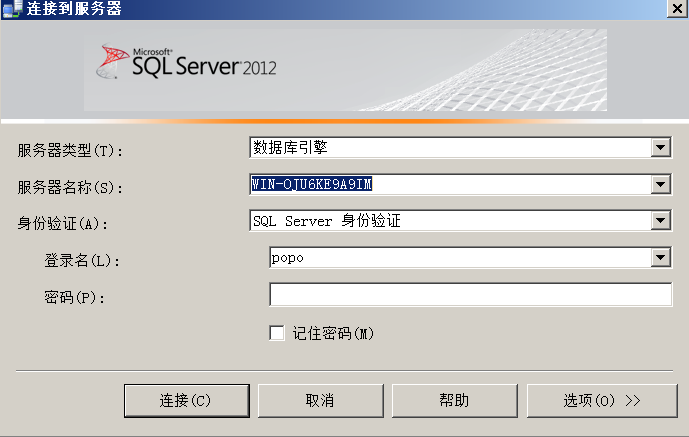 连接到服务器
Microsoft®
SQL Server® 2012
服务器类型(T):
数据库引擎
服务器名称(S):
WIN-OJU6KE9A9IM
身份验证(A):
SQL Server 身份验证
登录名(L):
popo
密码(P):
记住密码(M)
连接(C)
取消
帮助
选项(O) >>